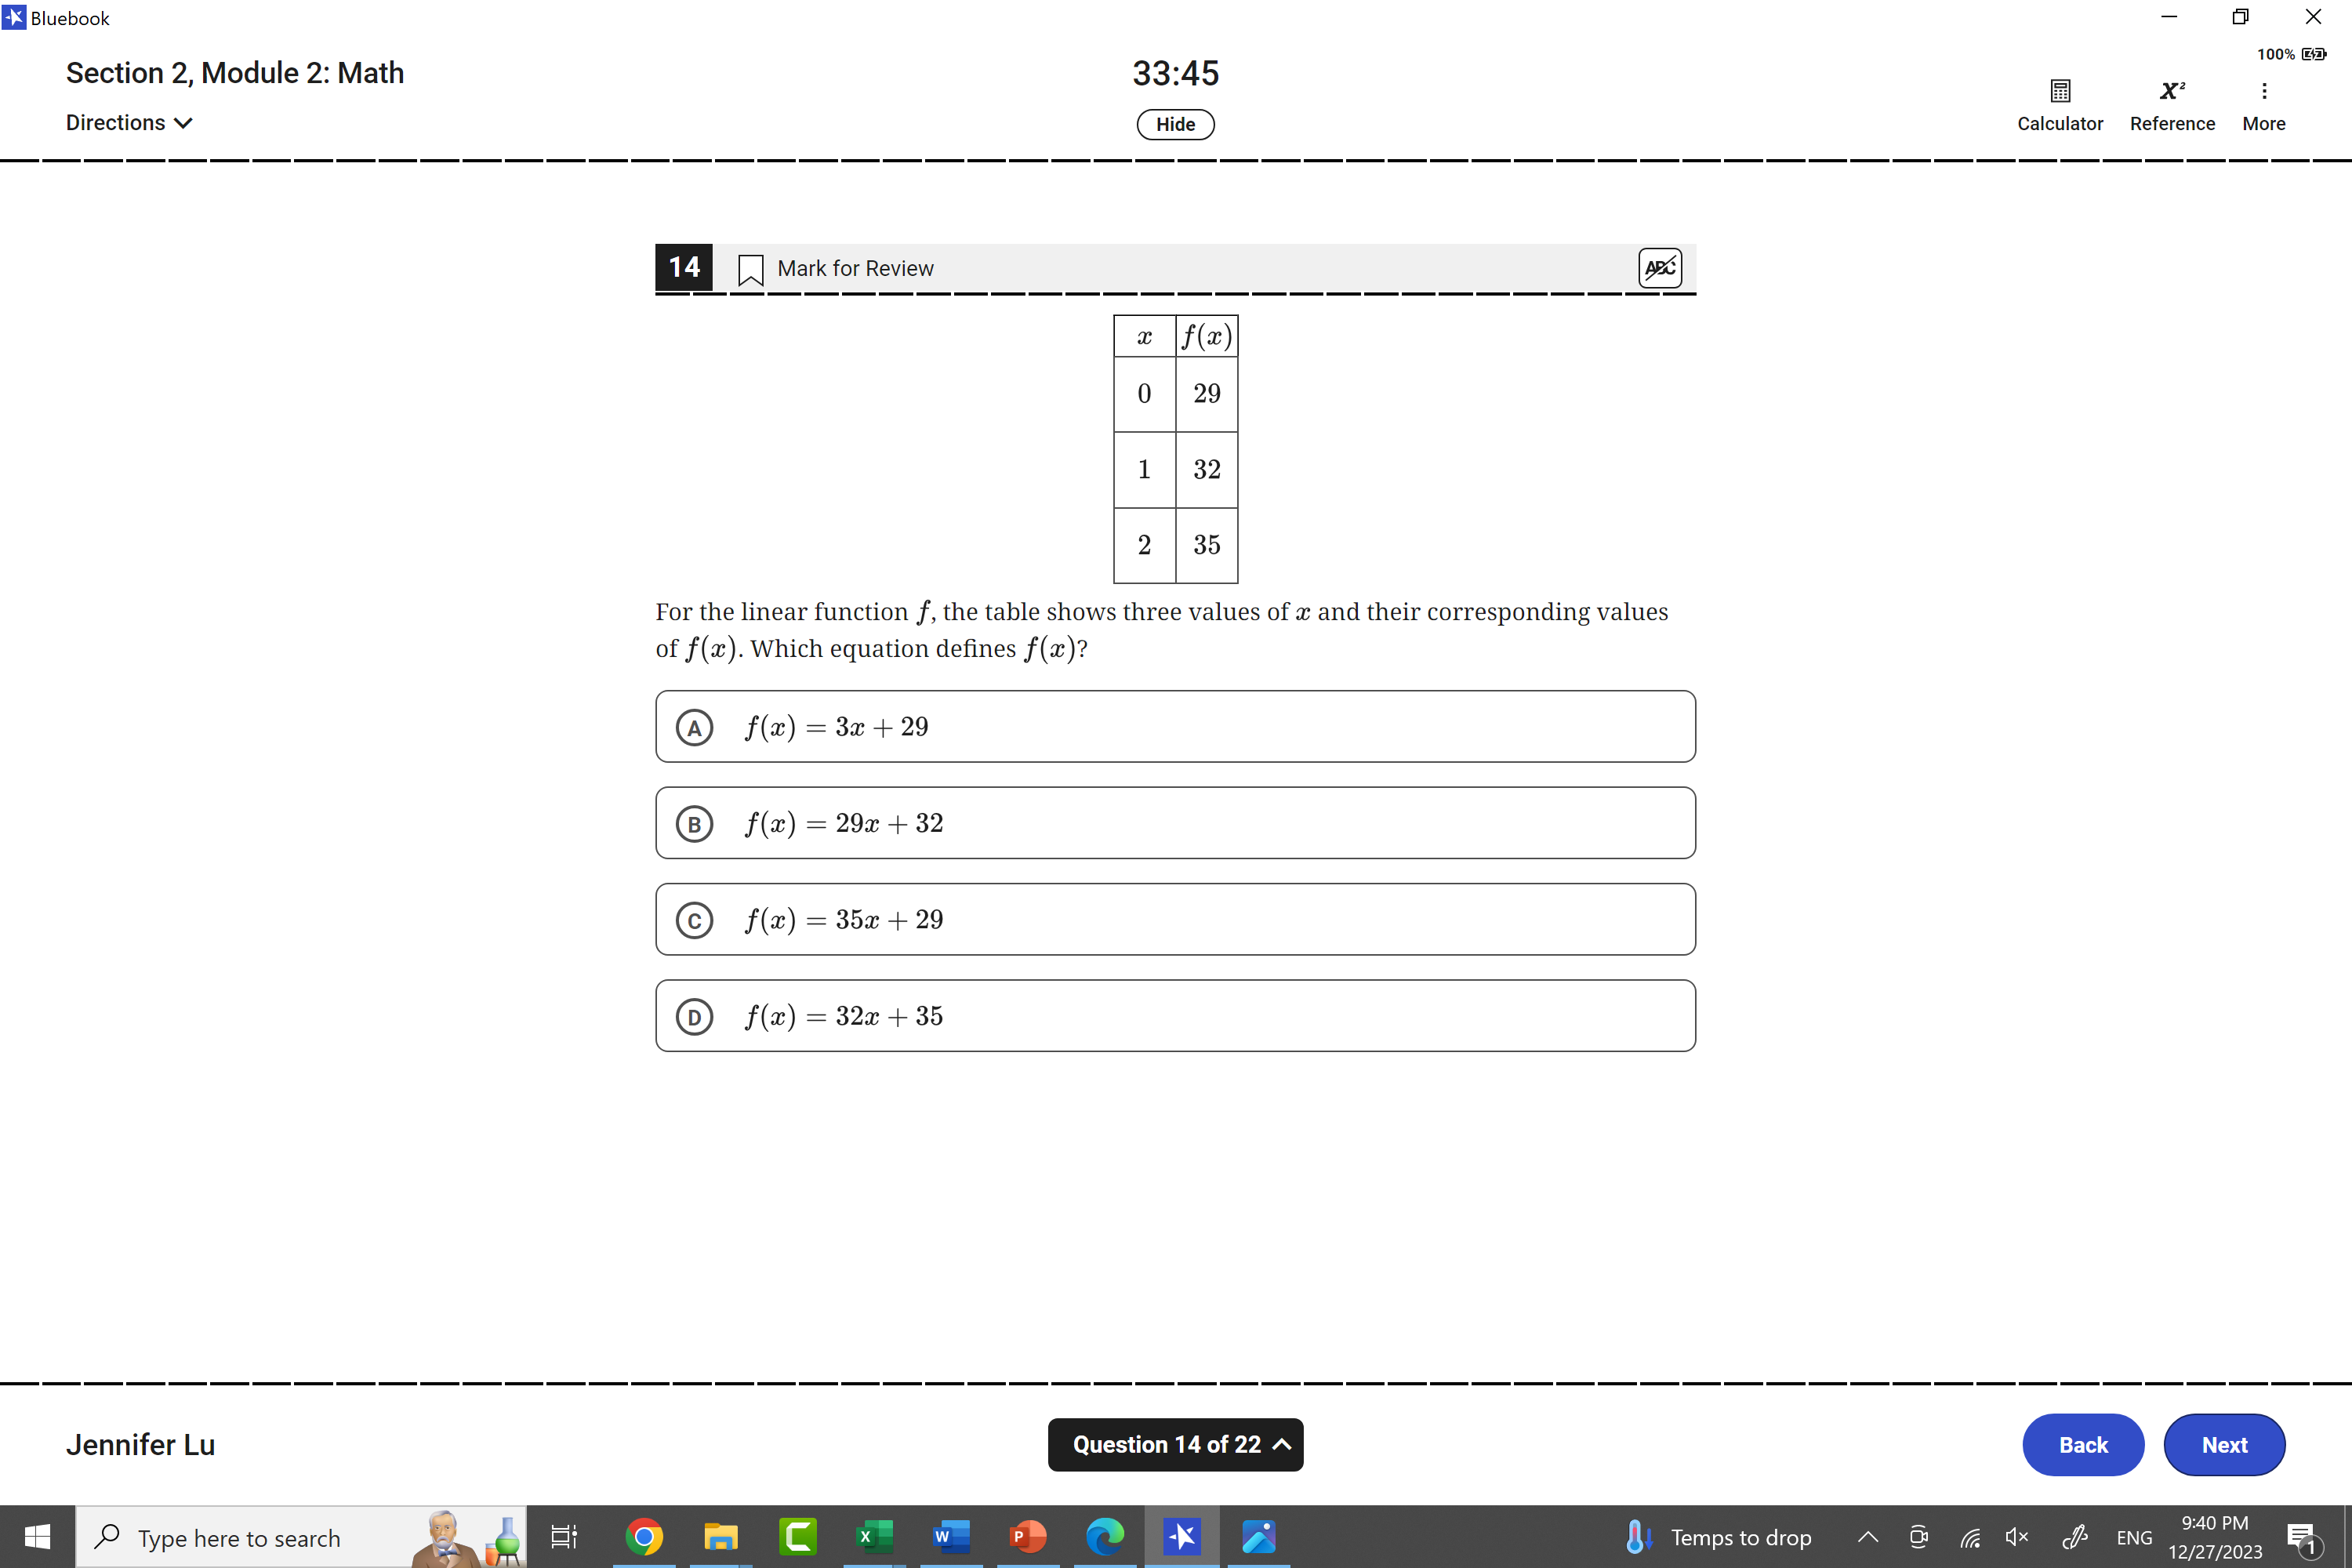 Bluebook
100%
Section 2, Module 2: Math
33:45
Directions
Hide
X²
Calculator Reference More
14 Mark for Review ABC
x f(x)
0 29
1 32
2 35
For the linear function f, the table shows three values of x and their corresponding values
of f(x). Which equation defines f(x)?
A f(x) = 3x + 29
B f(x) = 29x + 32
C f(x) = 35x + 29
D f(x) = 32x + 35
Jennifer Lu
Question 14 of 22
Back
Next
Type here to search
X
W
P
Temps to drop
ENG
9:40 PM
12/27/2023
1